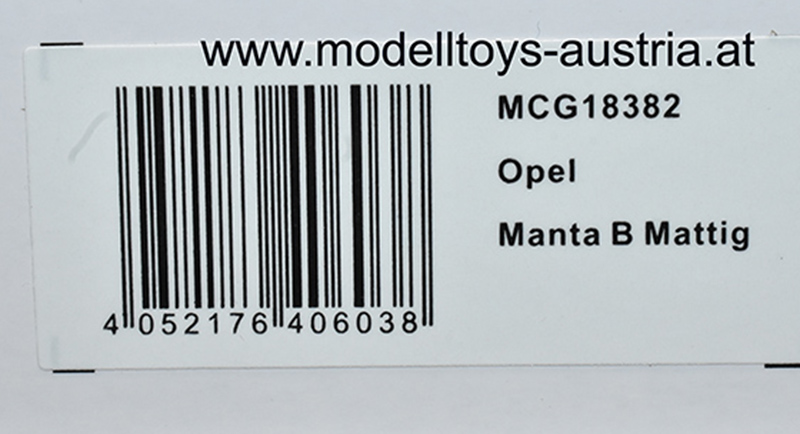 www.modelltoys-austria.at
MCG18382
Opel
Manta B Mattig
4 052176 406038